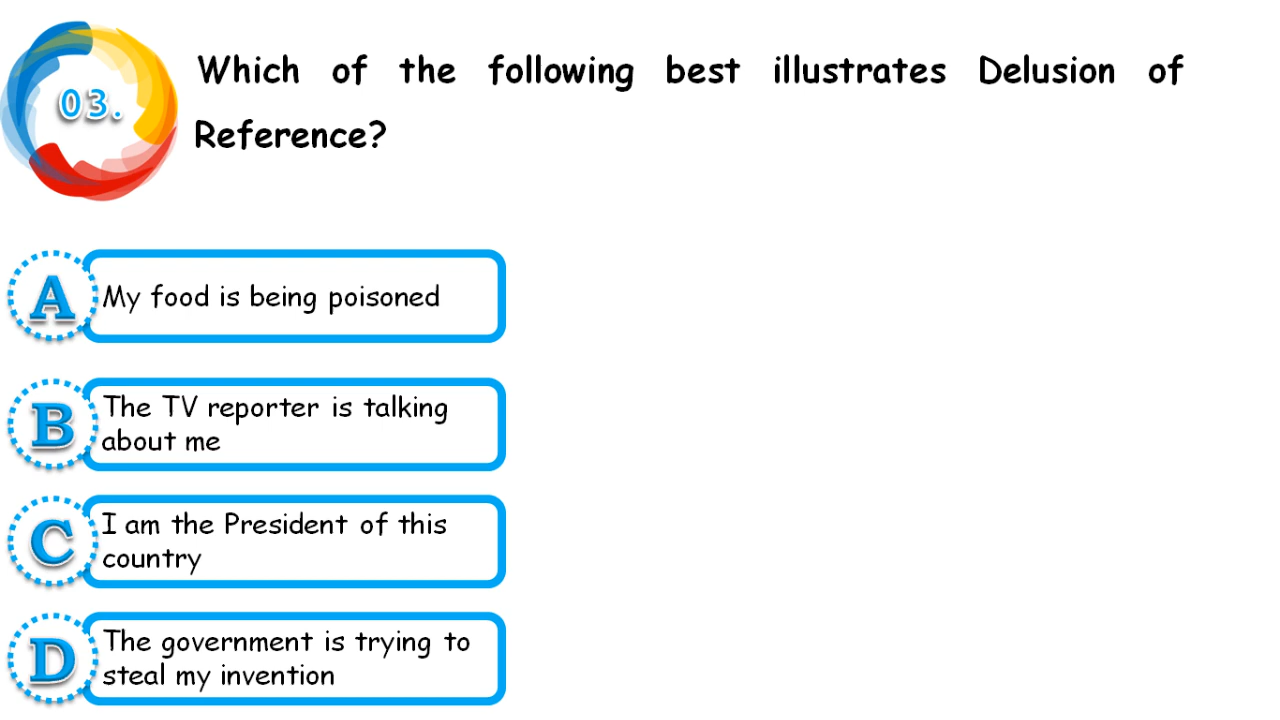 03.
Which of the following best illustrates Delusion of
Reference?
A
My food is being poisoned
B
The TV reporter is talking
about me
C
I am the President of this
country
D
The government is trying to
steal my invention